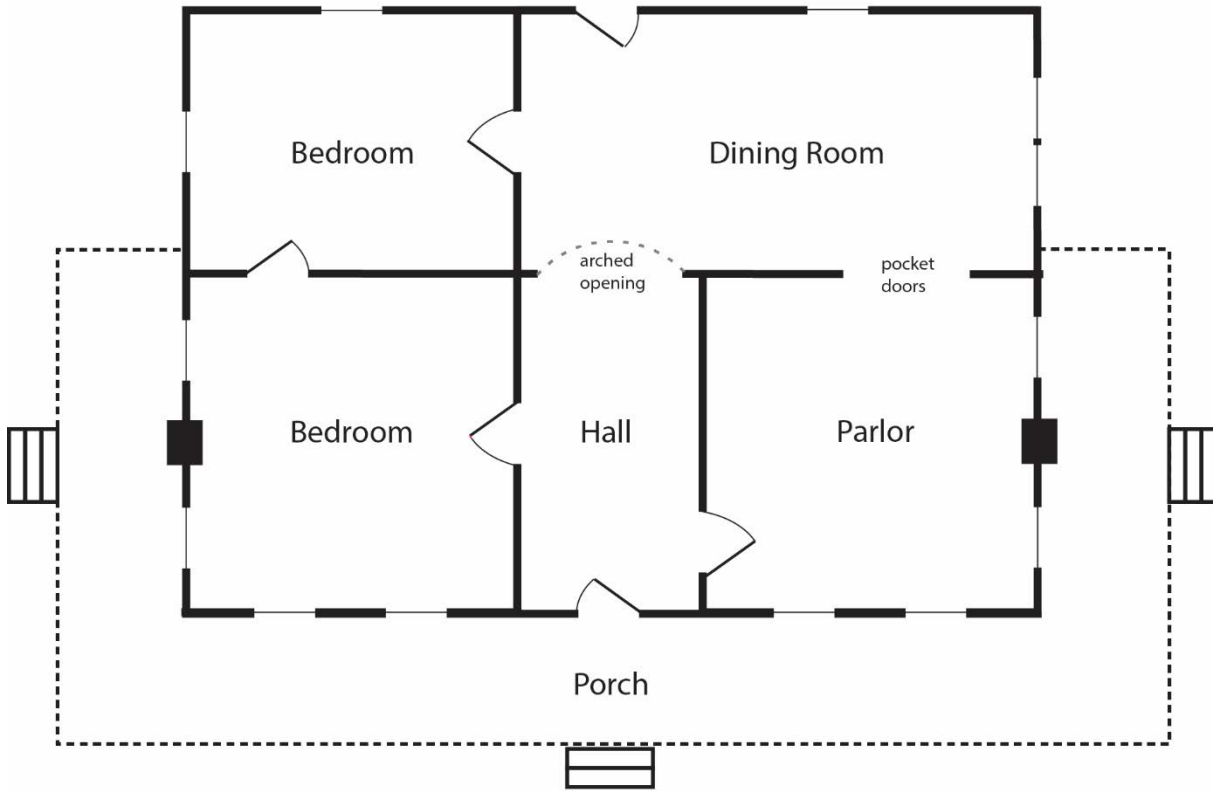 Bedroom
Dining Room
arched
opening
pocket
doors
Bedroom
Hall
Parlor
Porch